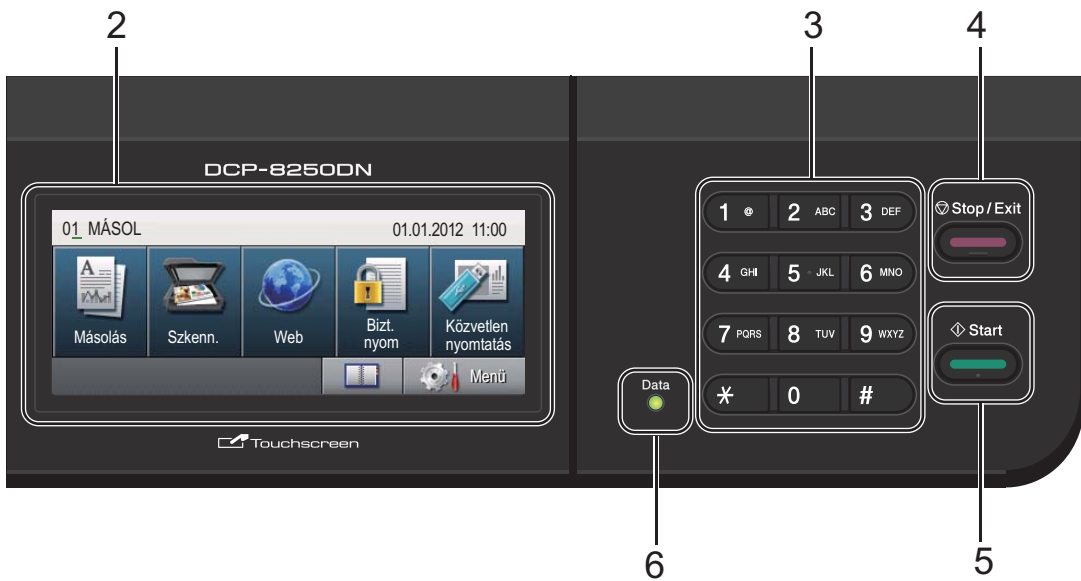 2
3
4
DCP-8250DN
01 MÁSOL 01.01.2012 11:00
Másolás
Szkenn.
Web
Bizt.
nyom
Közvetlen
nyomtatás
Menü
Touchscreen
1 @ 2 ABC 3 DEF
4 GHI 5 JKL 6 MNO
7 PQRS 8 TUV 9 WXYZ
* 0 #
Stop / Exit
Start
Data
6
5